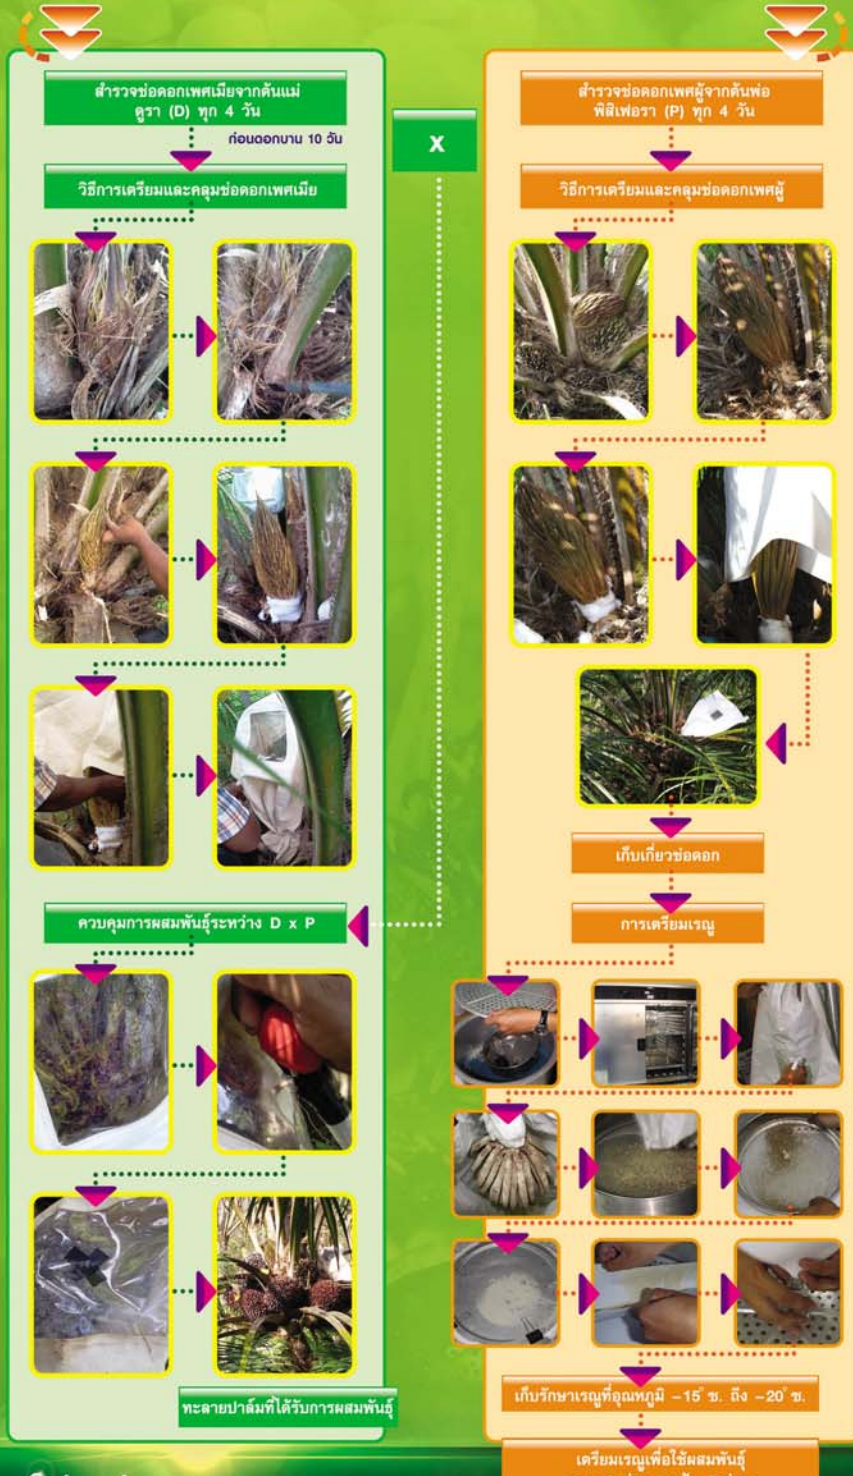 สำรวจช่อดอกเพศเมียจากต้นแม่
ดูรา (D) ทุก 4 วัน
ก่อนดอกบาน 10 วัน
วิธีการเตรียมและคลุมช่อดอกเพศเมีย
X
ควบคุมการผสมพันธุ์ระหว่าง D x P
ทะลายปาล์มที่ได้รับการผสมพันธุ์
สำรวจช่อดอกเพศผู้จากต้นพ่อ
พิสิเฟอรา (P) ทุก 4 วัน
วิธีการเตรียมและคลุมช่อดอกเพศผู้
เก็บเกี่ยวช่อดอก
การเตรียมเรณู
เก็บรักษาเรณูที่อุณหภูมิ –15° ซ. ถึง –20° ซ.
เตรียมเรณูเพื่อใช้ผสมพันธุ์